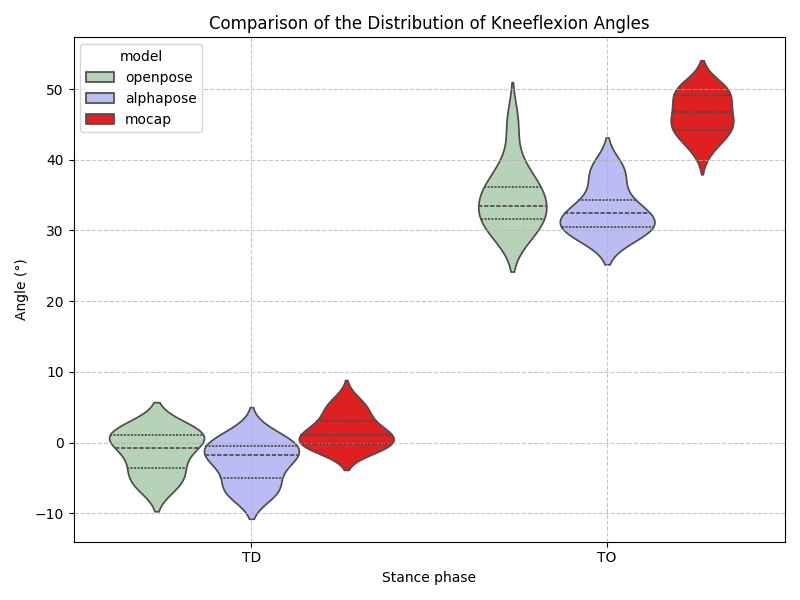 Comparison of the Distribution of Kneeflexion Angles
model
openpose
alphapose
mocap
Angle (°)
50
40
30
20
10
0
−10
TD
TO
Stance phase